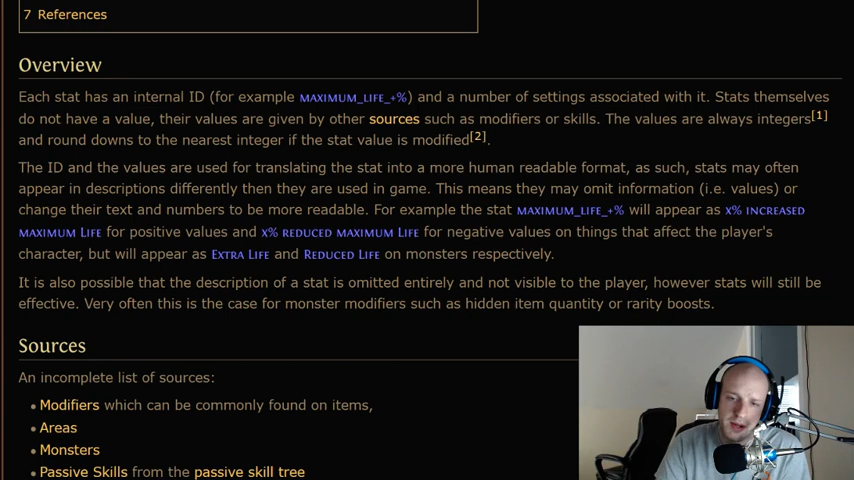 7 References
Overview
Each stat has an internal ID (for example MAXIMUM_LIFE_+%) and a number of settings associated with it. Stats themselves
do not have a value, their values are given by other sources such as modifiers or skills. The values are always integers[1]
and round downs to the nearest integer if the stat value is modified[2].
The ID and the values are used for translating the stat into a more human readable format, as such, stats may often
appear in descriptions differently then they are used in game. This means they may omit information (i.e. values) or
change their text and numbers to be more readable. For example the stat MAXIMUM_LIFE_+% will appear as X% INCREASED
MAXIMUM LIFE for positive values and X% REDUCED MAXIMUM LIFE for negative values on things that affect the player's
character, but will appear as EXTRA LIFE and REDUCED LIFE on monsters respectively.
It is also possible that the description of a stat is omitted entirely and not visible to the player, however stats will still be
effective. Very often this is the case for monster modifiers such as hidden item quantity or rarity boosts.
Sources
An incomplete list of sources:
• Modifiers which can be commonly found on items,
• Areas
• Monsters
• Passive Skills from the passive skill tree